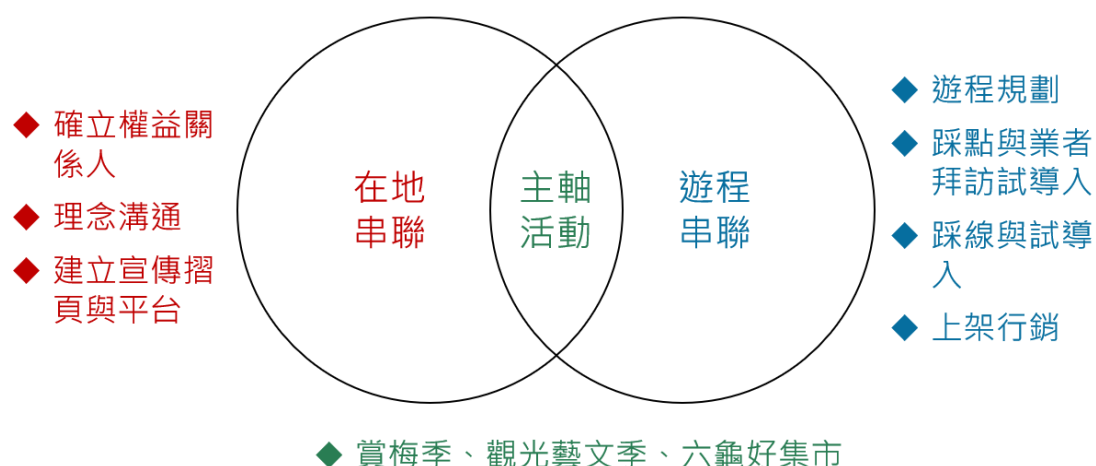 確立權益關
係人
理念溝通
建立宣傳摺
頁與平台
在地
串聯
主軸
活動
遊程
串聯
遊程規劃
踩點與業者
拜訪試導入
踩線與試導
入
上架行銷
賞梅季、觀光藝文季、六龜好集市